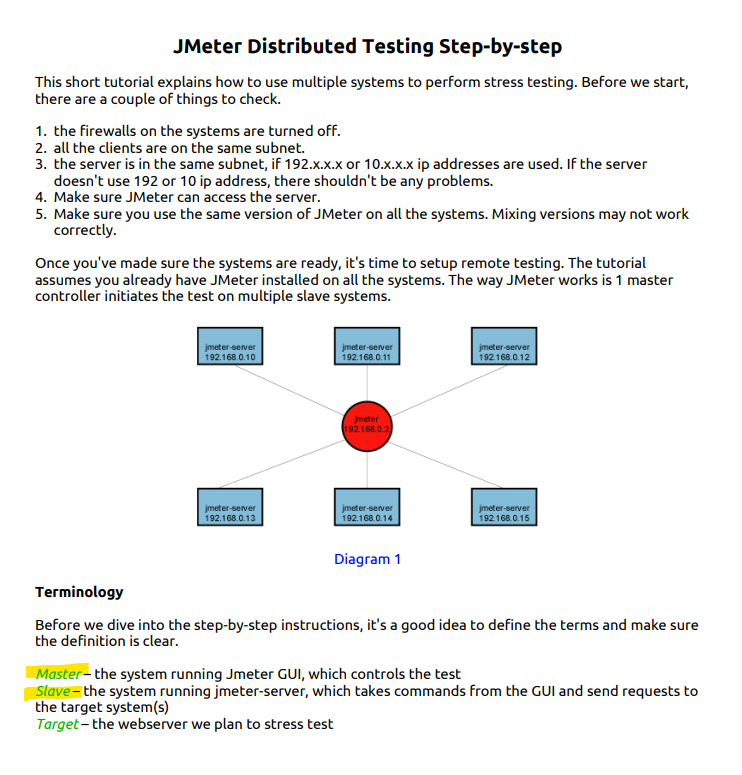 JMeter Distributed Testing Step-by-step
This short tutorial explains how to use multiple systems to perform stress testing. Before we start,
there are a couple of things to check.
1. the firewalls on the systems are turned off.
2. all the clients are on the same subnet.
3. the server is in the same subnet, if 192.x.x.x or 10.x.x.x ip addresses are used. If the server
doesn't use 192 or 10 ip address, there shouldn't be any problems.
4. Make sure JMeter can access the server.
5. Make sure you use the same version of JMeter on all the systems. Mixing versions may not work
correctly.
Once you've made sure the systems are ready, it's time to setup remote testing. The tutorial
assumes you already have JMeter installed on all the systems. The way JMeter works is 1 master
controller initiates the test on multiple slave systems.
jmeter-server
192.168.0.10
jmeter-server
192.168.0.11
jmeter-server
192.168.0.12
jmeter
192.168.0.2
jmeter-server
192.168.0.13
jmeter-server
192.168.0.14
jmeter-server
192.168.0.15
Diagram 1
Terminology
Before we dive into the step-by-step instructions, it's a good idea to define the terms and make sure
the definition is clear.
Master – the system running Jmeter GUI, which controls the test
Slave – the system running jmeter-server, which takes commands from the GUI and send requests to
the target system(s)
Target – the webserver we plan to stress test